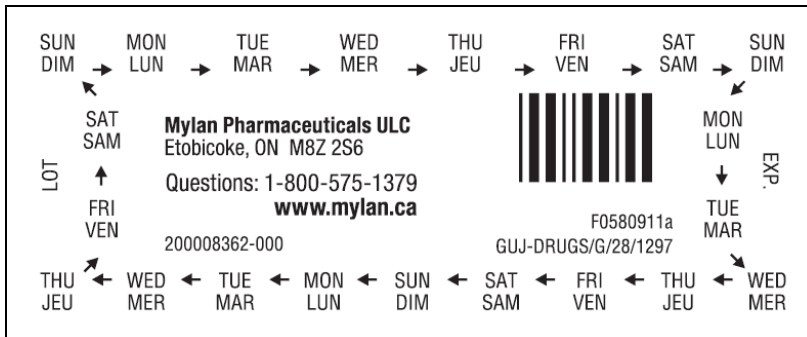 SUN MON TUE WED THU FRI SAT SUN
DIM → LUN → MAR → MER → JEU → VEN → SAM → DIM
SAT
SAM
FRI
VEN
LOT
Mylan Pharmaceuticals ULC
Etobicoke, ON M8Z 2S6
Questions: 1-800-575-1379
www.mylan.ca
200008362-000
F0580911a
GUJ-DRUGS/G/28/1297
MON
LUN
TUE
MAR
EXP.
THU ← WED ← TUE ← MON ← SUN ← SAT ← FRI ← THU ← WED
JEU MER MAR LUN DIM SAM VEN JEU MER